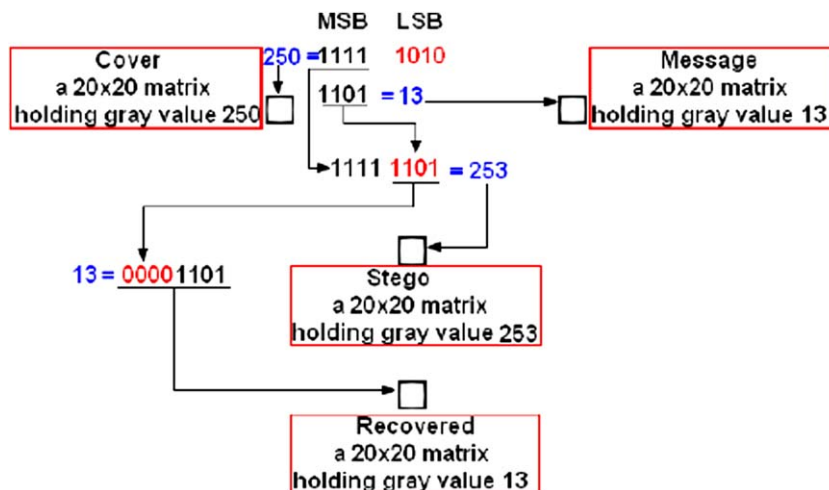 MSB LSB
Cover
a 20x20 matrix
holding gray value 250
250 = 1111 1010
1101 = 13
Message
a 20x20 matrix
holding gray value 13
1111 1101 = 253
13 = 00001101
Stego
a 20x20 matrix
holding gray value 253
Recovered
a 20x20 matrix
holding gray value 13